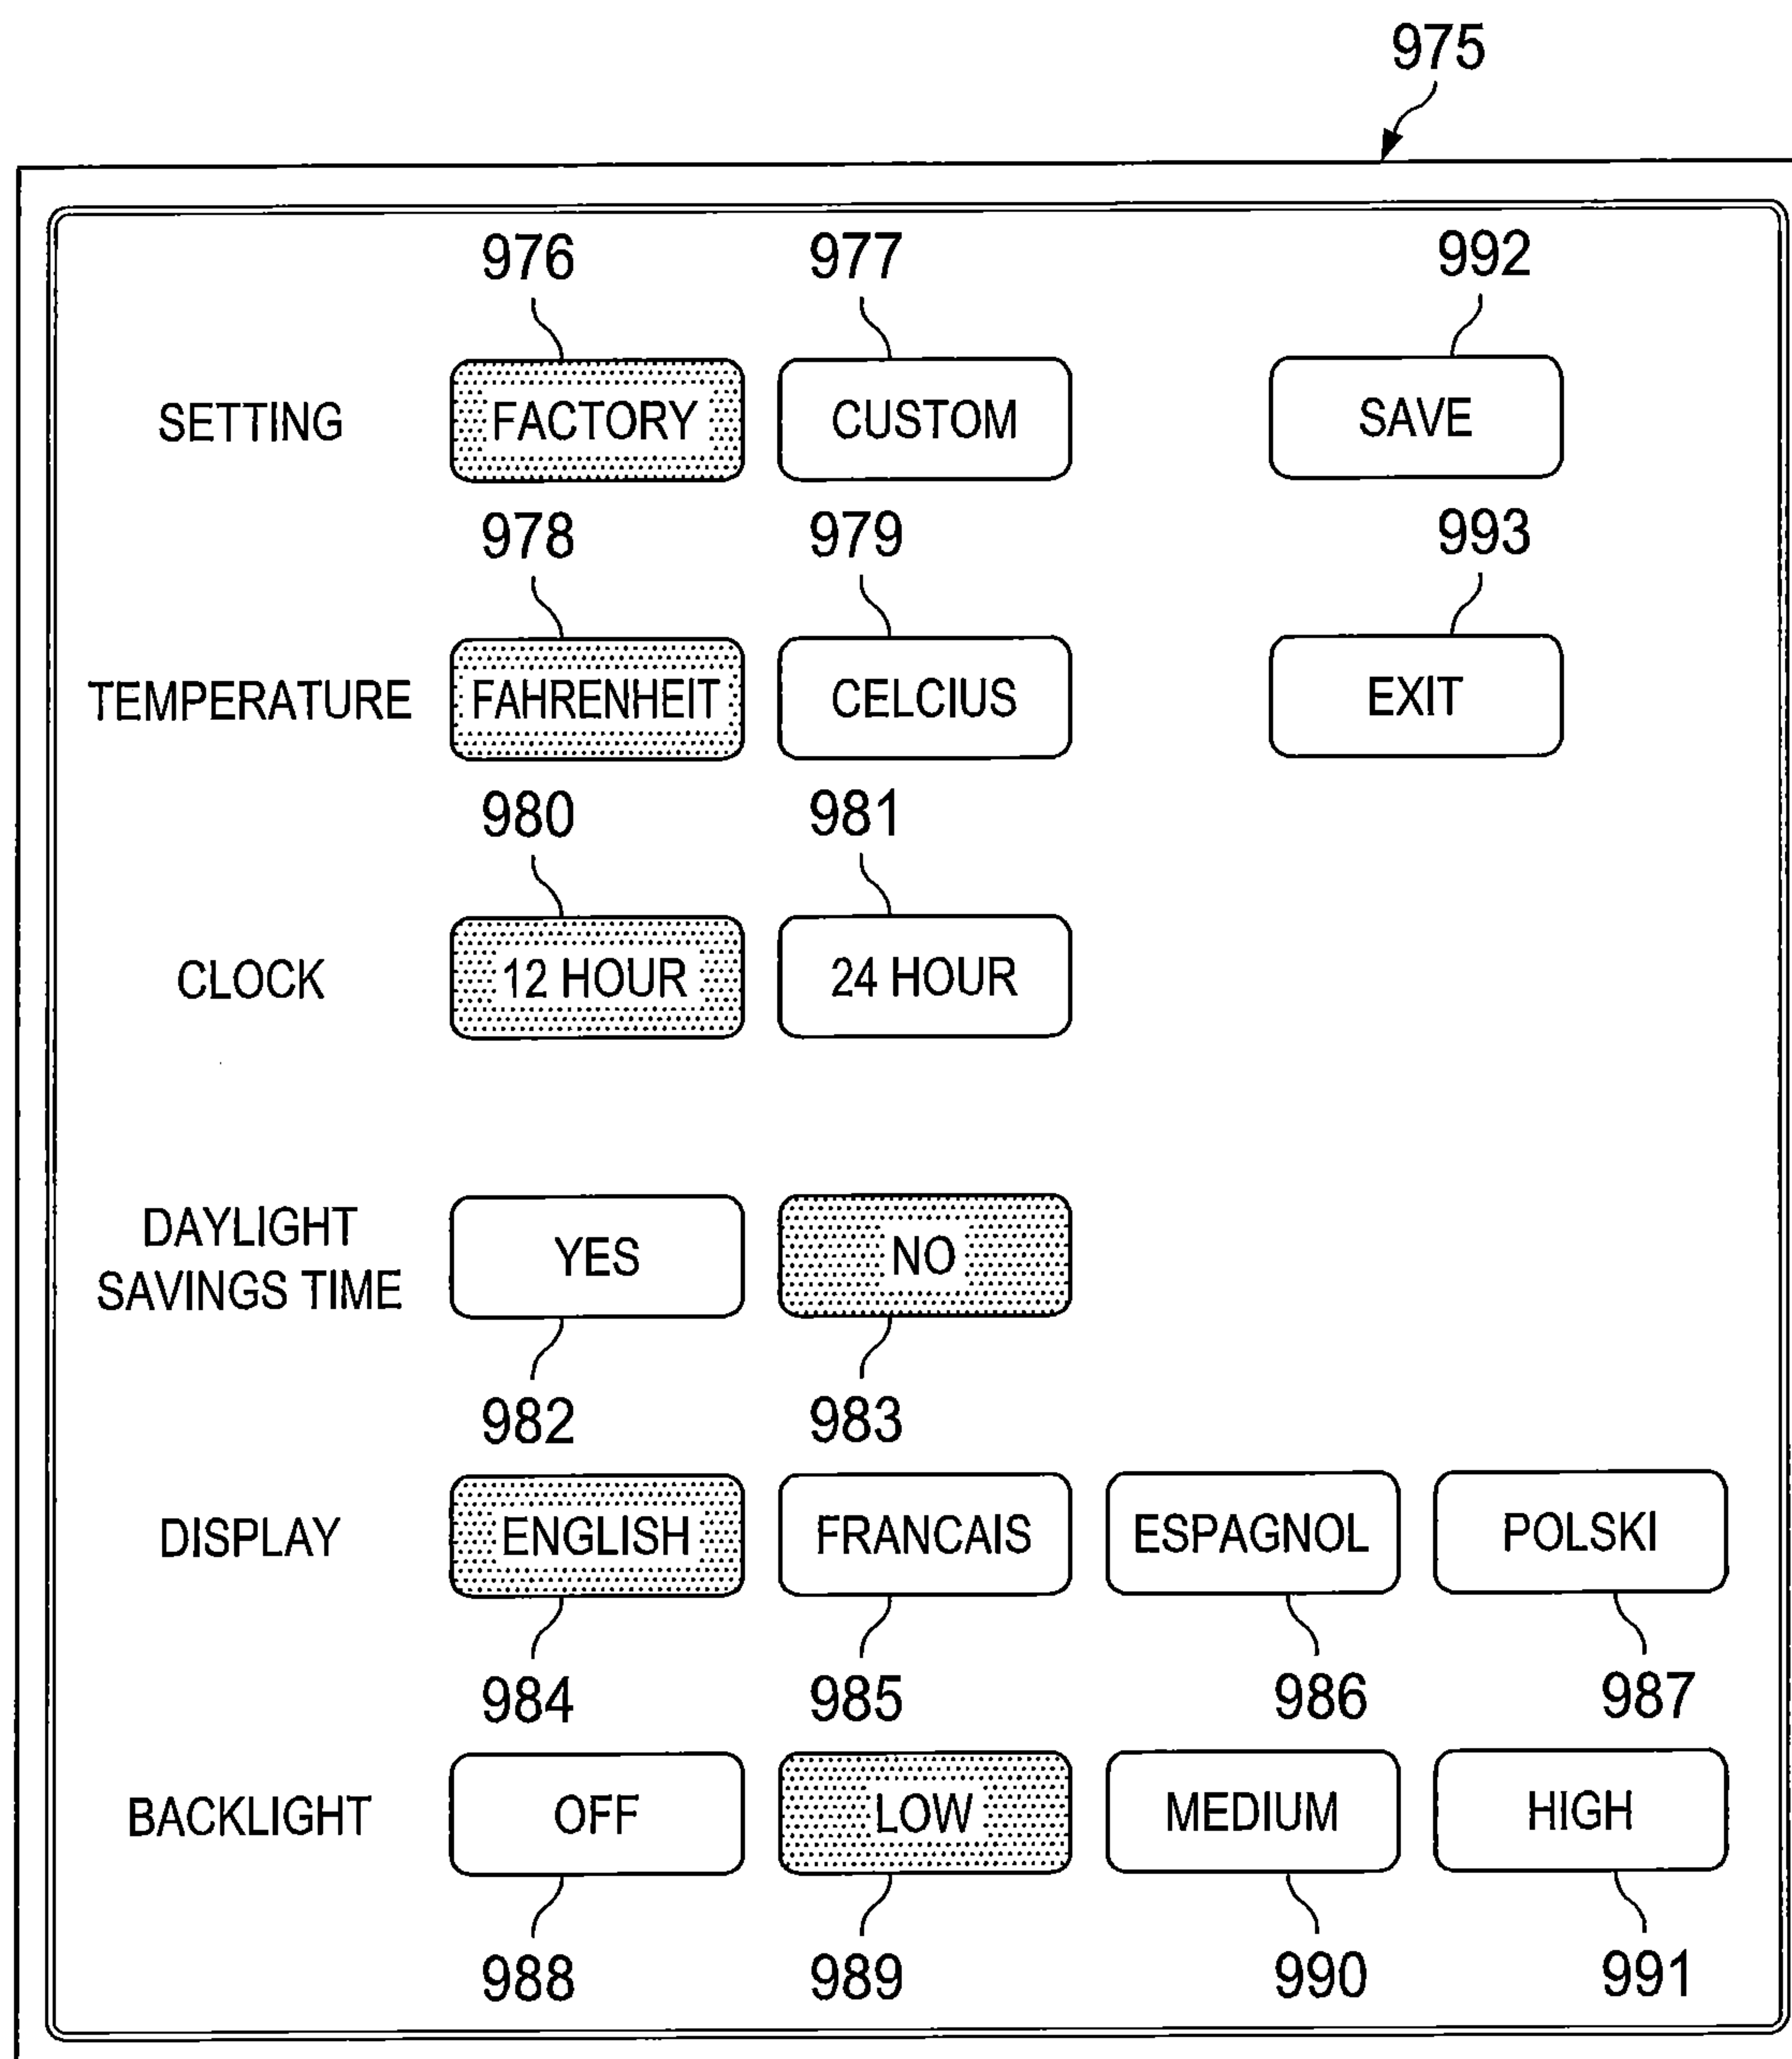 975
976 977 992
SETTING FACTORY CUSTOM SAVE
978 979 993
TEMPERATURE FAHRENHEIT CELCIUS EXIT
980 981
CLOCK 12 HOUR 24 HOUR
DAYLIGHT
SAVINGS TIME YES NO
982 983
DISPLAY ENGLISH FRANCAIS ESPAGNOL POLSKI
984 985 986 987
BACKLIGHT OFF LOW MEDIUM HIGH
988 989 990 991